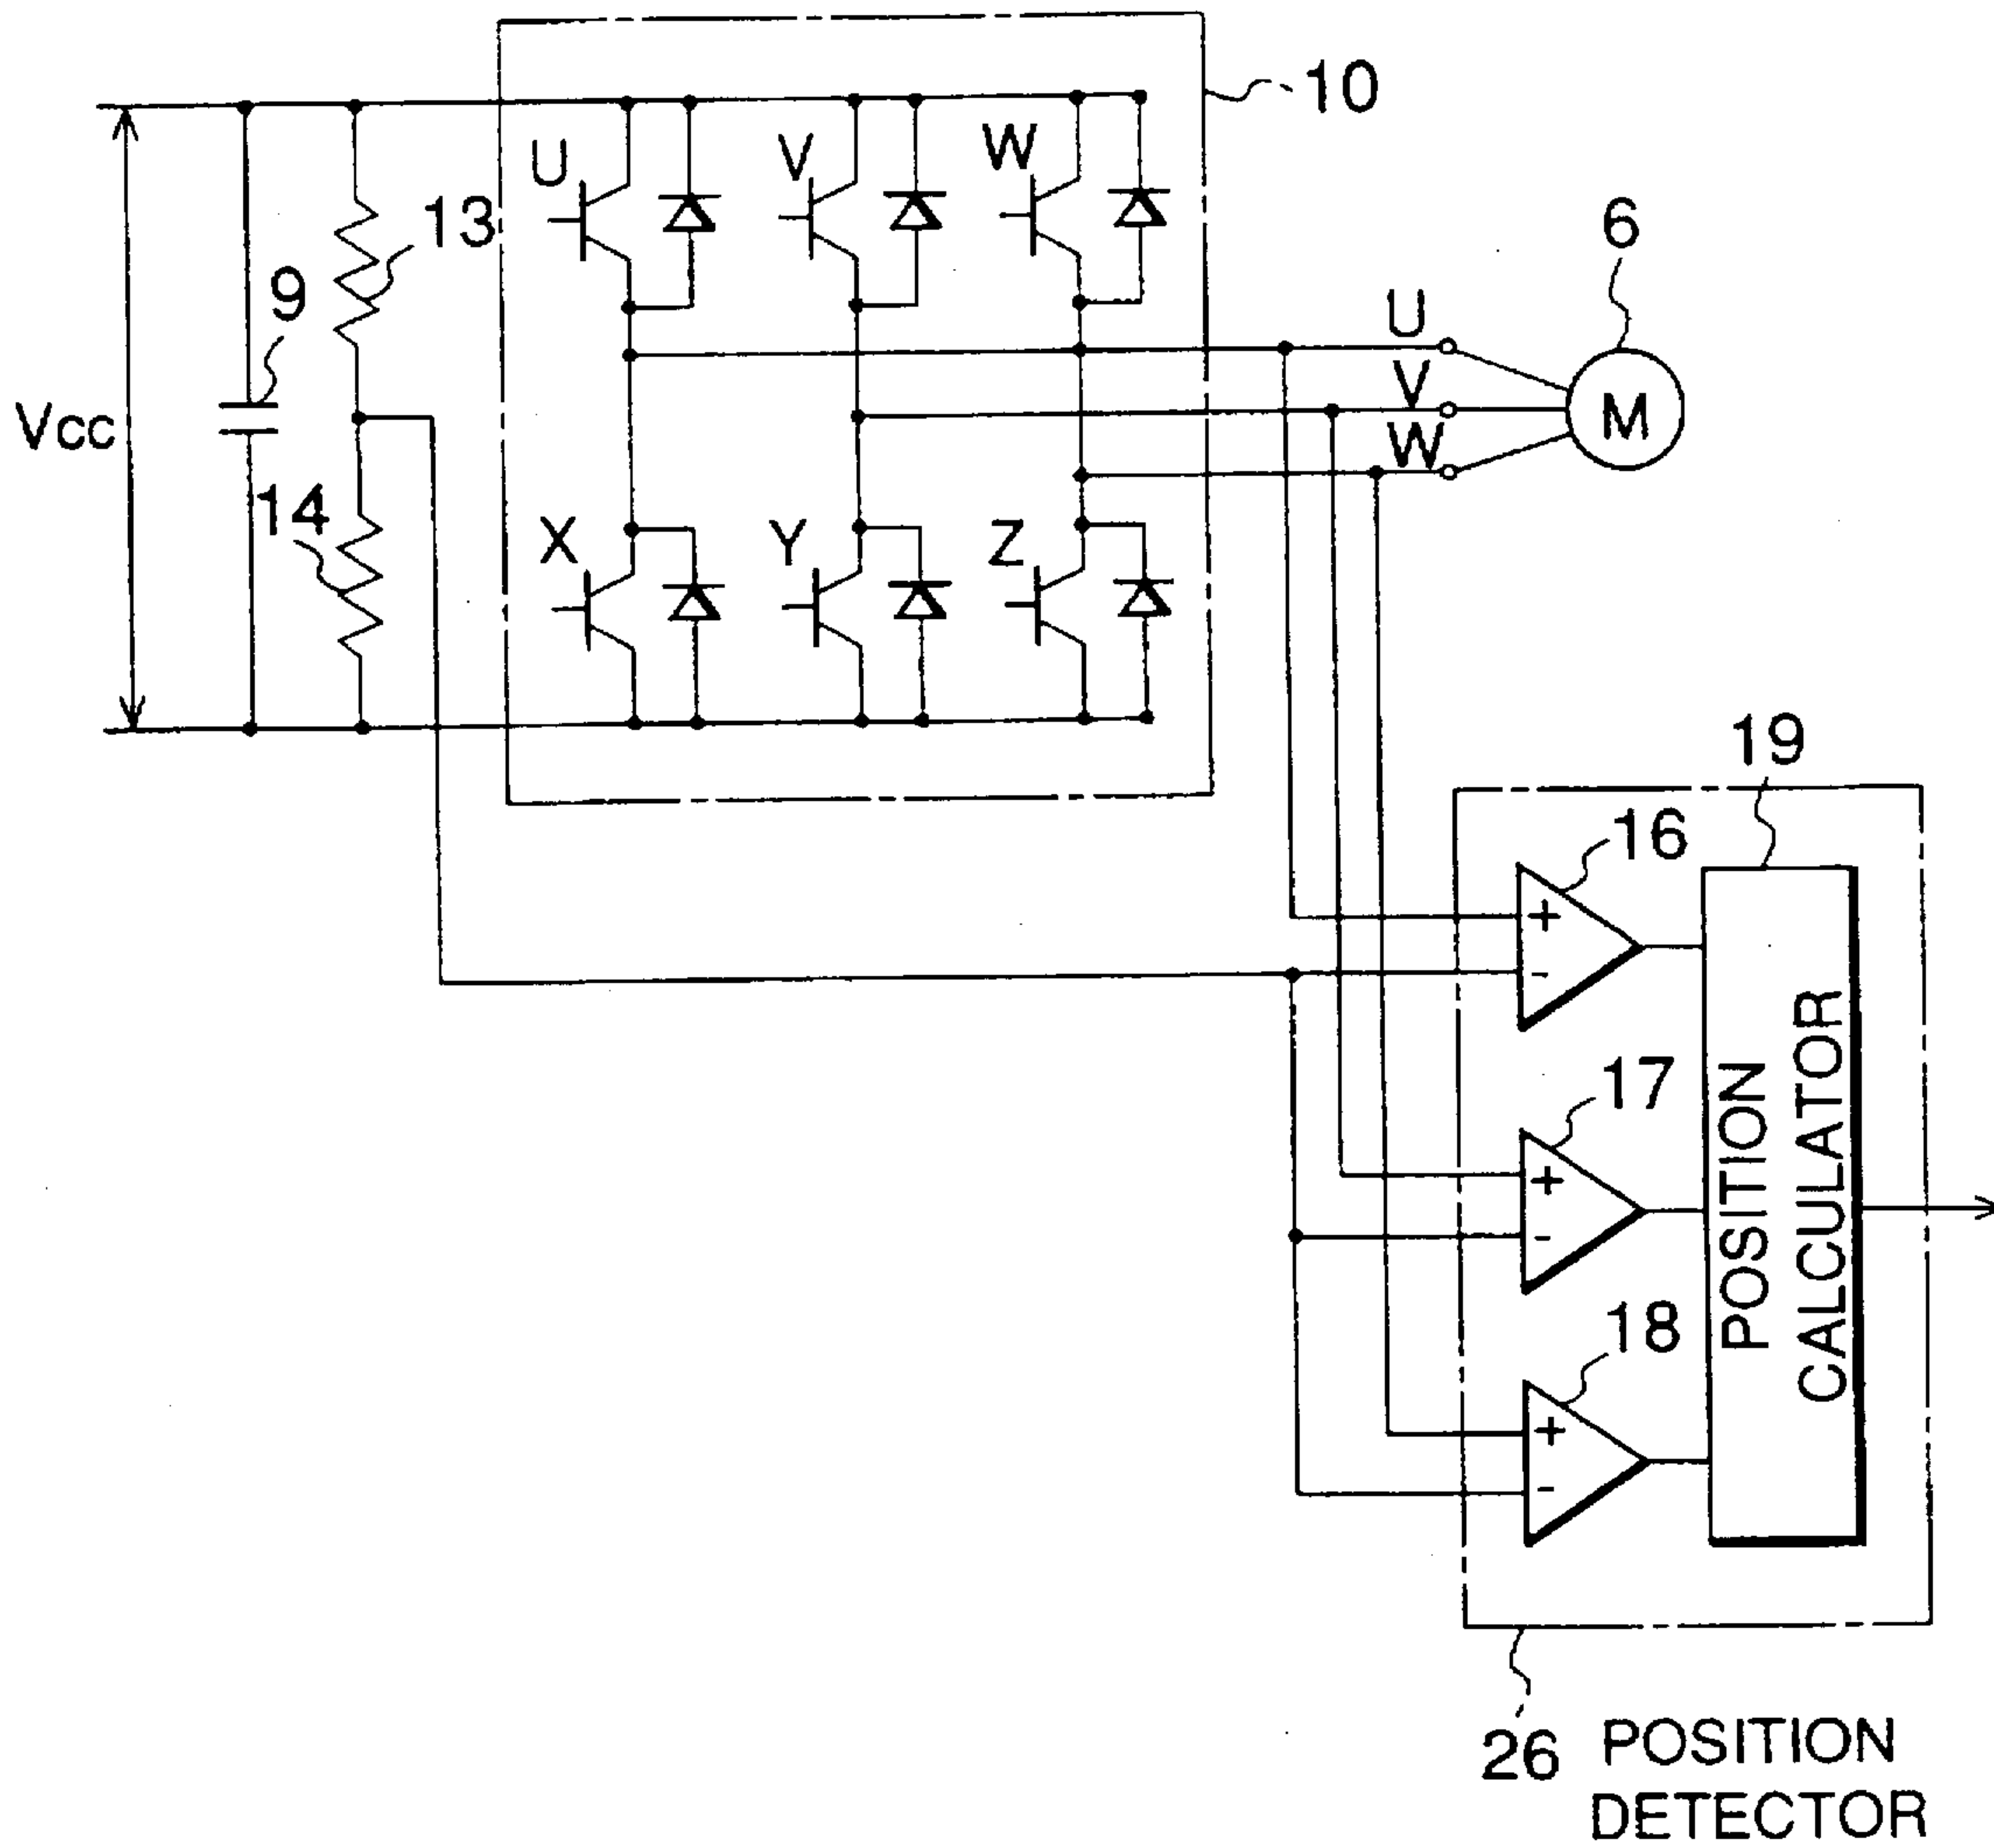 10
U
V
W
13
6
9
U
V
M
Vcc
W
14
X
Y
Z
19
16
+
-
17
+
-
POSITION
CALCULATOR
18
+
-
26 POSITION
DETECTOR